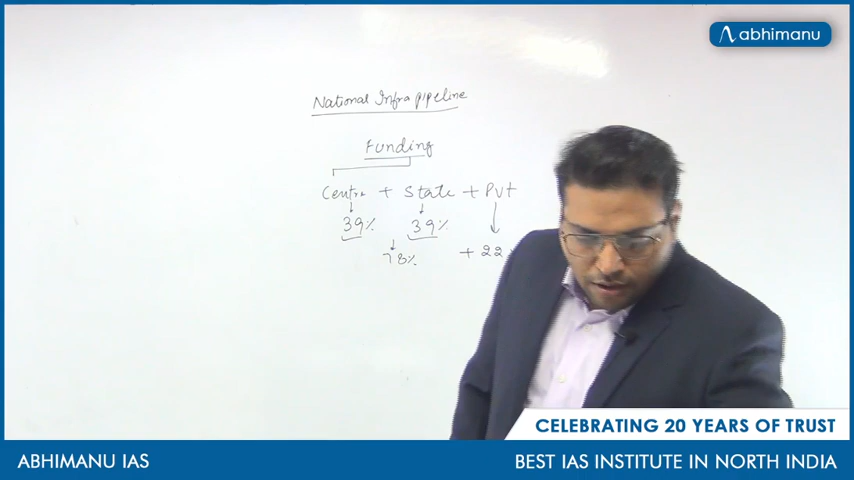 abhimanu
National Infra pipeline
Funding
Centre + State + Pvt
39% 39%
78% + 22
CELEBRATING 20 YEARS OF TRUST
ABHIMANU IAS
BEST IAS INSTITUTE IN NORTH INDIA